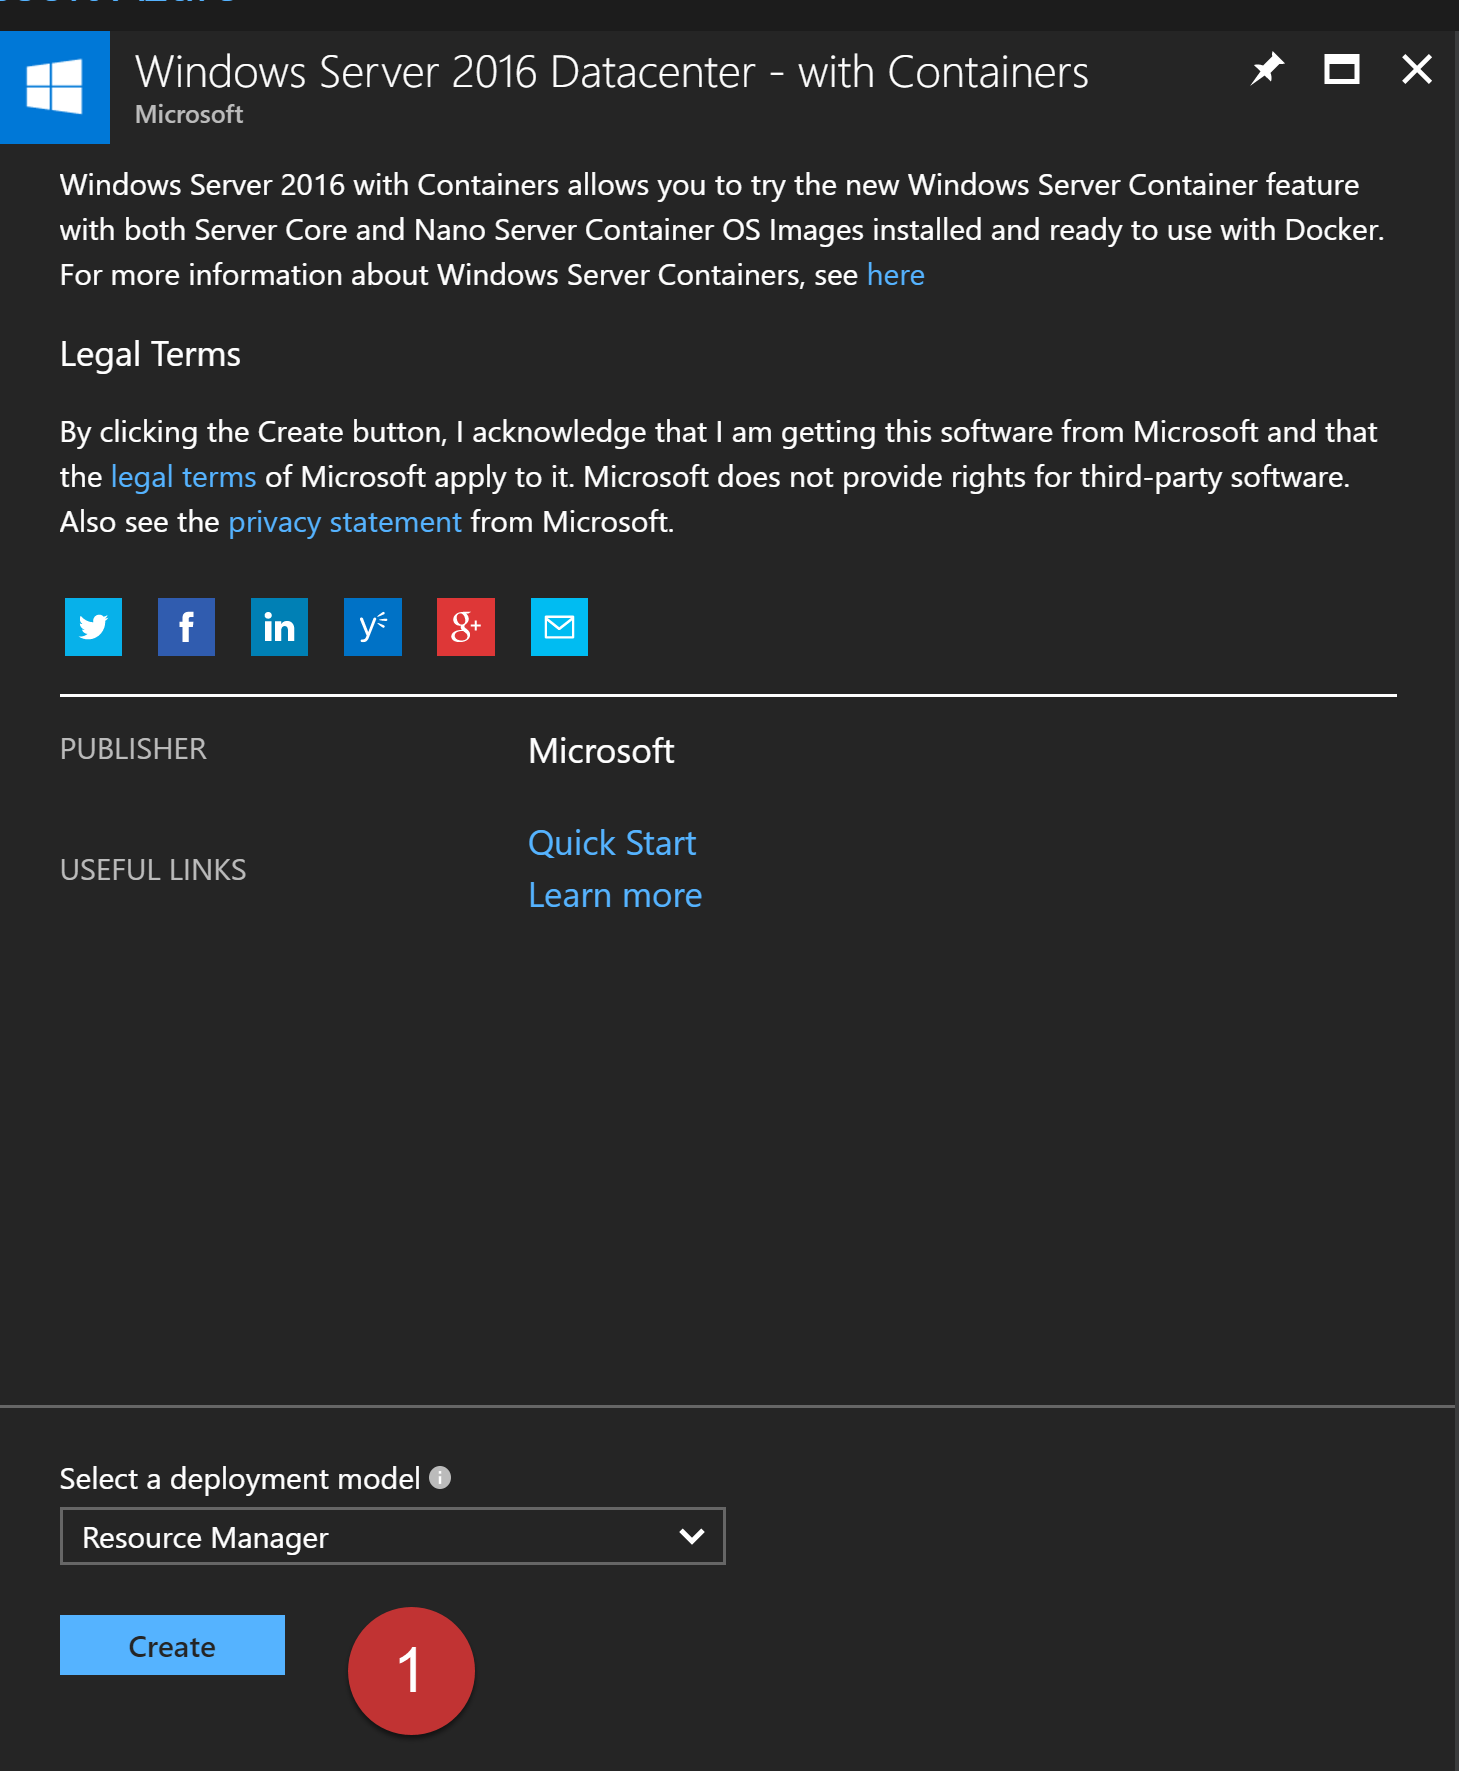 Windows Server 2016 Datacenter - with Containers
Microsoft
Windows Server 2016 with Containers allows you to try the new Windows Server Container feature
with both Server Core and Nano Server Container OS Images installed and ready to use with Docker.
For more information about Windows Server Containers, see here
Legal Terms
By clicking the Create button, I acknowledge that I am getting this software from Microsoft and that
the legal terms of Microsoft apply to it. Microsoft does not provide rights for third-party software.
Also see the privacy statement from Microsoft.
PUBLISHER Microsoft
USEFUL LINKS
Quick Start
Learn more
Select a deployment model
Resource Manager
Create
1